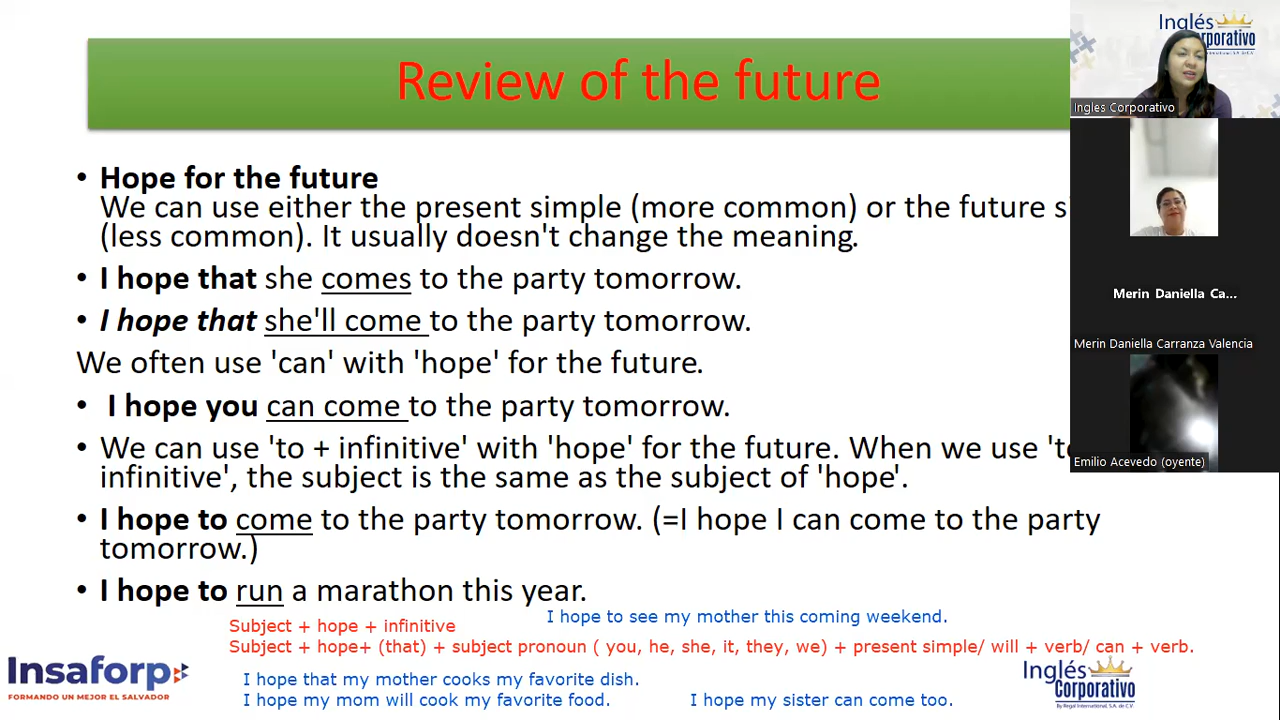 Review of the future
• Hope for the future
We can use either the present simple (more common) or the future
(less common). It usually doesn't change the meaning.
• I hope that she comes to the party tomorrow.
• I hope that she'll come to the party tomorrow.
We often use 'can' with 'hope' for the future.
• I hope you can come to the party tomorrow.
• We can use 'to + infinitive' with 'hope' for the future. When we use
infinitive', the subject is the same as the subject of 'hope'.
• I hope to come to the party tomorrow. (=I hope I can come to the party
tomorrow.)
• I hope to run a marathon this year.
I hope to see my mother this coming weekend.
Subject + hope + infinitive
Subject + hope+ (that) + subject pronoun ( you, he, she, it, they, we) + present simple/ will + verb/ can + verb.
I hope that my mother cooks my favorite dish.
I hope my mom will cook my favorite food.
I hope my sister can come too.
Insaforp
FORMANDO UN MEJOR EL SALVADOR
Inglés
Corporativo
By Regal International, S.A. de C.V.
Inglés
orporativo
Ingles Corporativo
Merin Daniella Ca...
Merin Daniella Carranza Valencia
Emilio Acevedo (oyente)